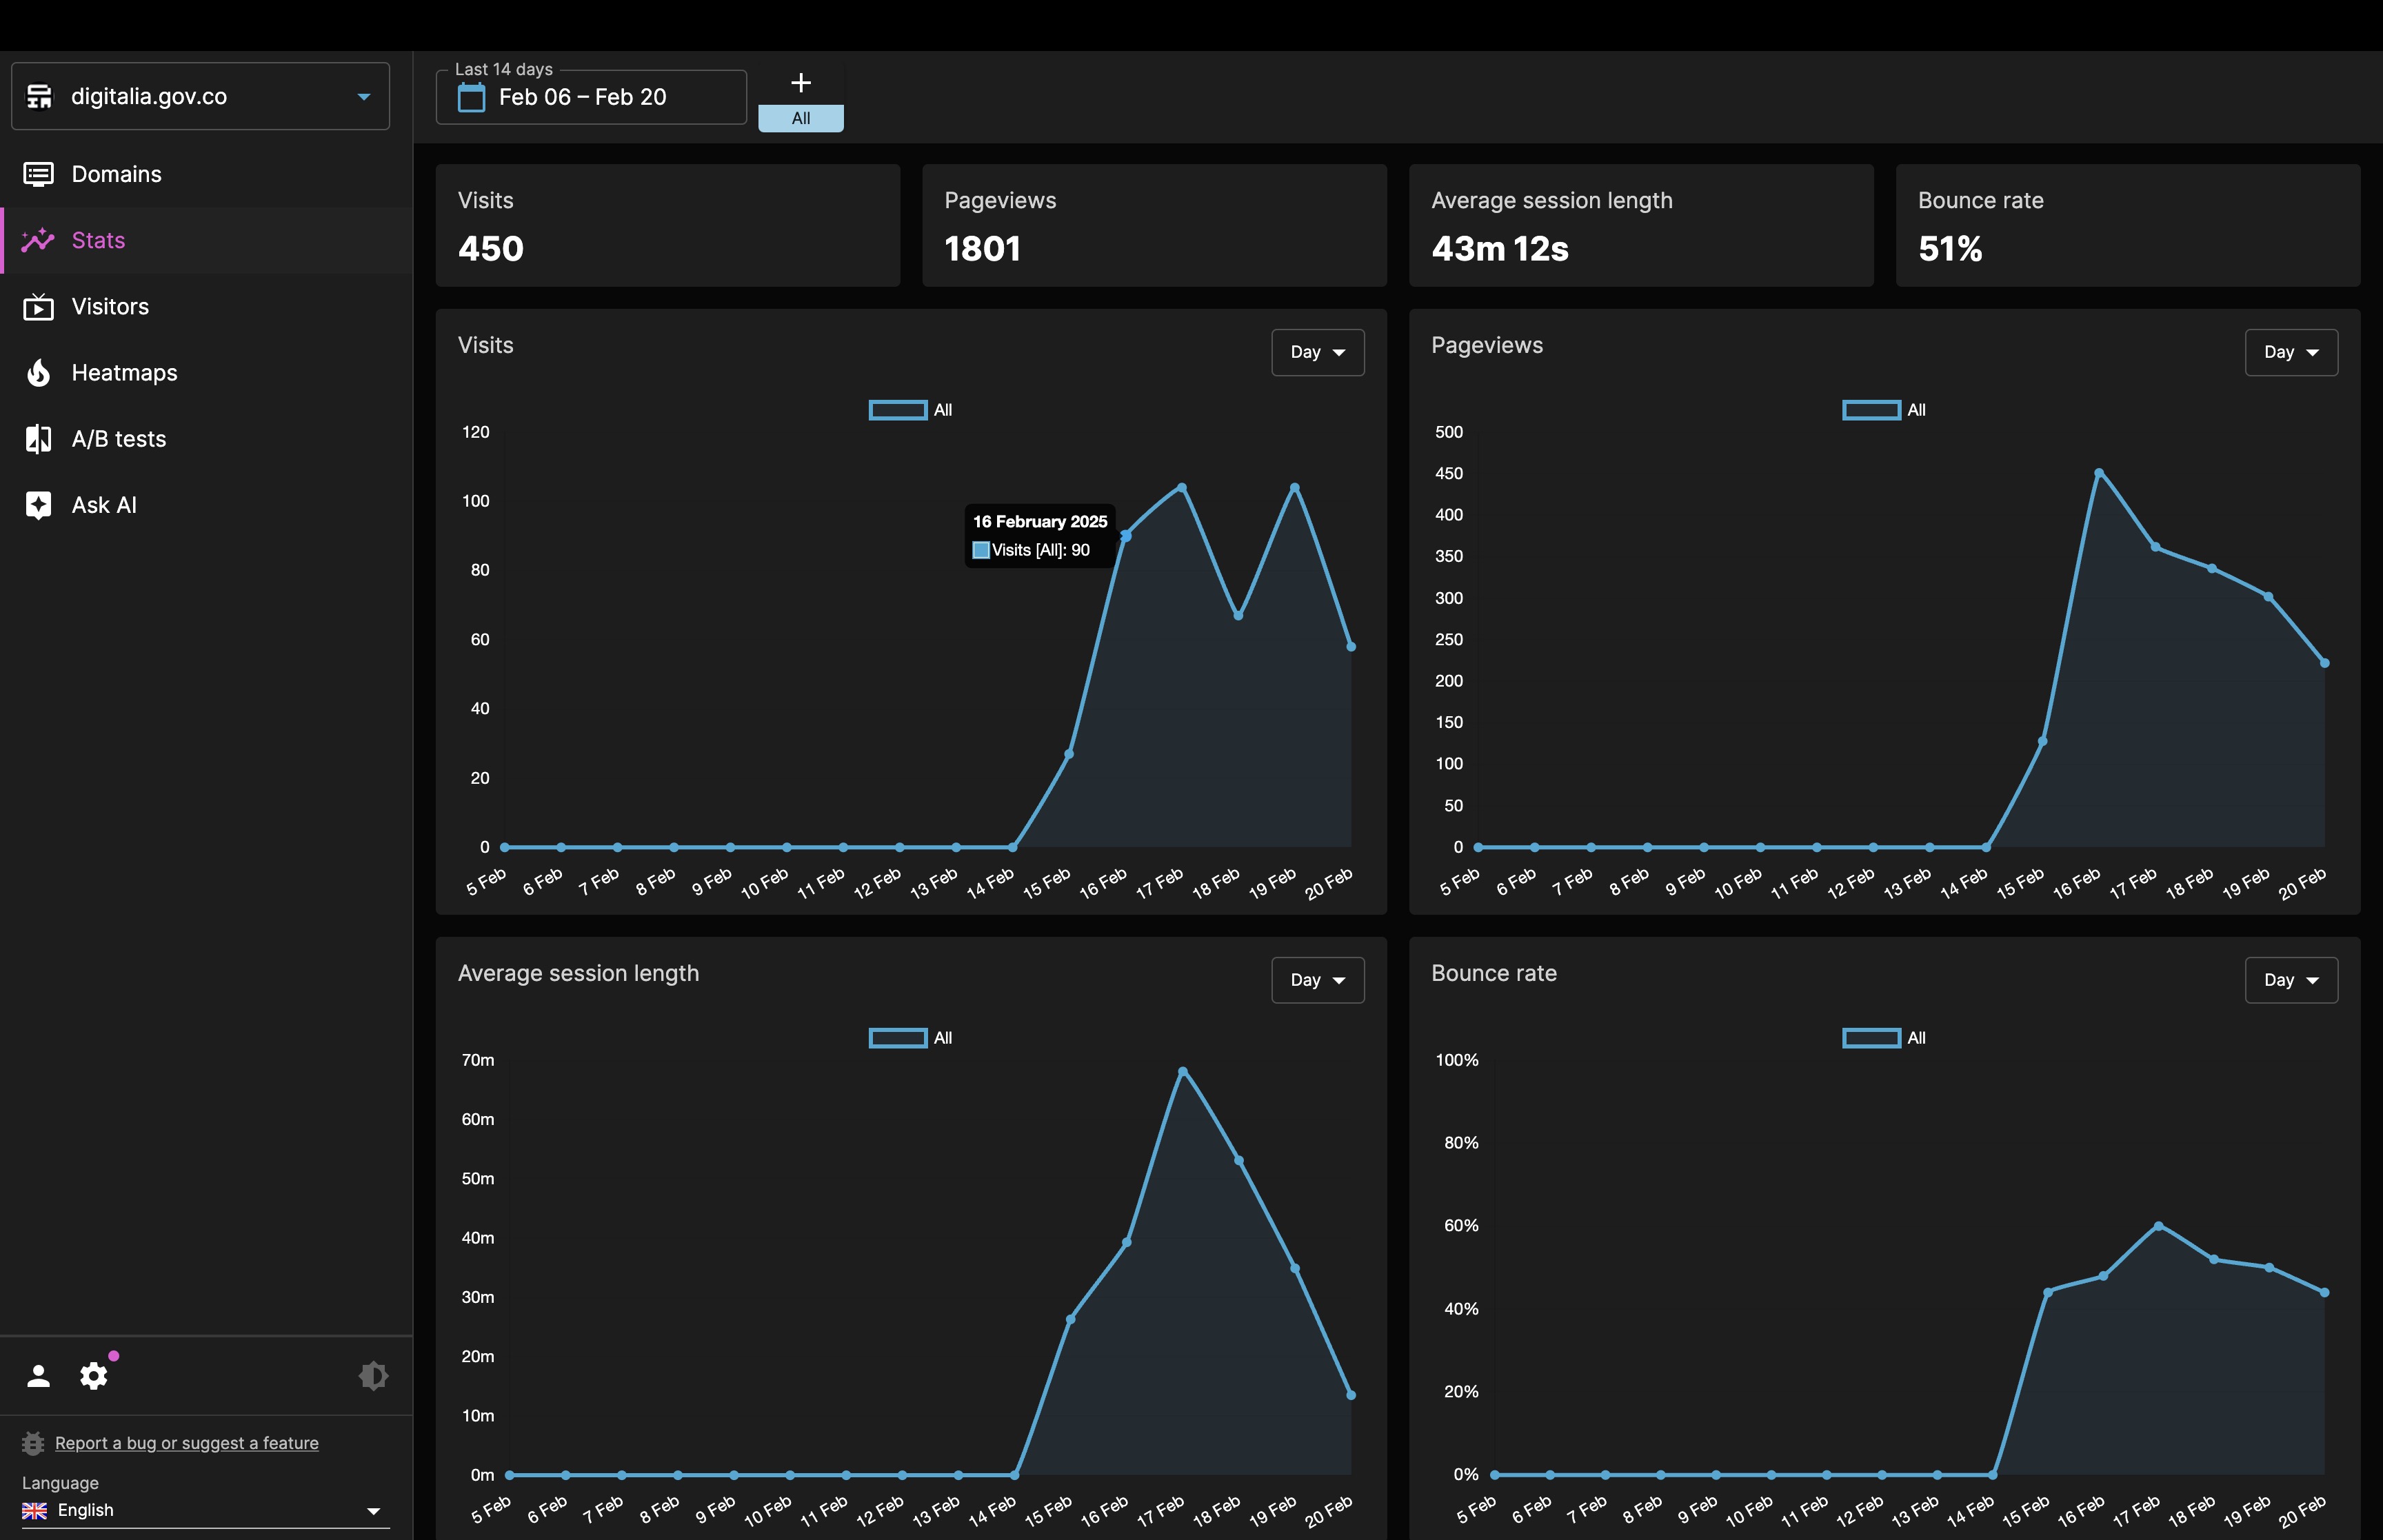 digitalia.gov.co
Domains
Stats
Visitors
Heatmaps
A/B tests
Ask AI
Report a bug or suggest a feature
Language
English
Last 14 days
Feb 06 – Feb 20
+
All
Visits
450
Pageviews
1801
Average session length
43m 12s
Bounce rate
51%
Visits
Day
All
120
100
80
60
40
20
0
16 February 2025
Visits [All]: 90
5 Feb 6 Feb 7 Feb 8 Feb 9 Feb 10 Feb 11 Feb 12 Feb 13 Feb 14 Feb 15 Feb 16 Feb 17 Feb 18 Feb 19 Feb 20 Feb
Pageviews
Day
All
500
450
400
350
300
250
200
150
100
50
0
5 Feb 6 Feb 7 Feb 8 Feb 9 Feb 10 Feb 11 Feb 12 Feb 13 Feb 14 Feb 15 Feb 16 Feb 17 Feb 18 Feb 19 Feb 20 Feb
Average session length
Day
All
70m
60m
50m
40m
30m
20m
10m
0m
5 Feb 6 Feb 7 Feb 8 Feb 9 Feb 10 Feb 11 Feb 12 Feb 13 Feb 14 Feb 15 Feb 16 Feb 17 Feb 18 Feb 19 Feb 20 Feb
Bounce rate
Day
All
100%
80%
60%
40%
20%
0%
5 Feb 6 Feb 7 Feb 8 Feb 9 Feb 10 Feb 11 Feb 12 Feb 13 Feb 14 Feb 15 Feb 16 Feb 17 Feb 18 Feb 19 Feb 20 Feb